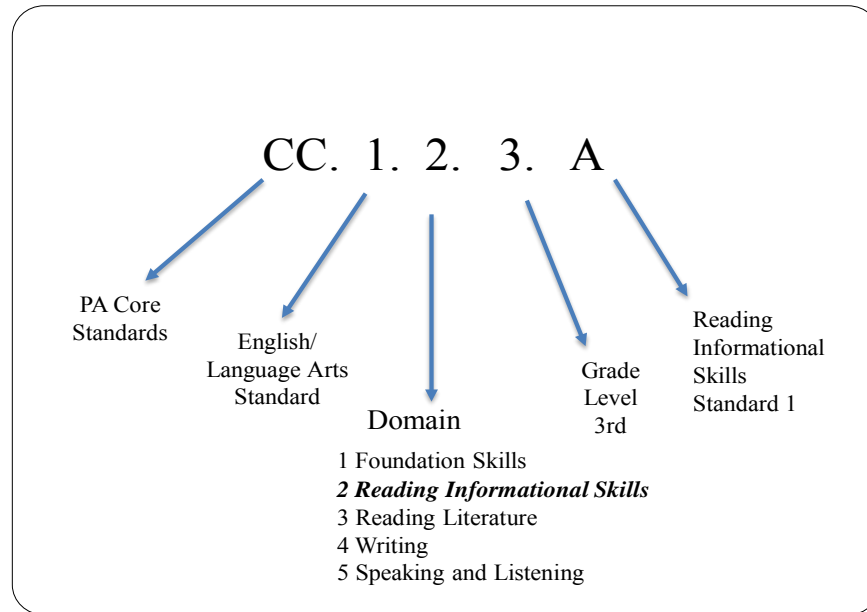 CC. 1. 2. 3. A
PA Core
Standards
English/
Language Arts
Standard
Domain
1 Foundation Skills
2 Reading Informational Skills
3 Reading Literature
4 Writing
5 Speaking and Listening
Grade
Level
3rd
Reading
Informational
Skills
Standard 1